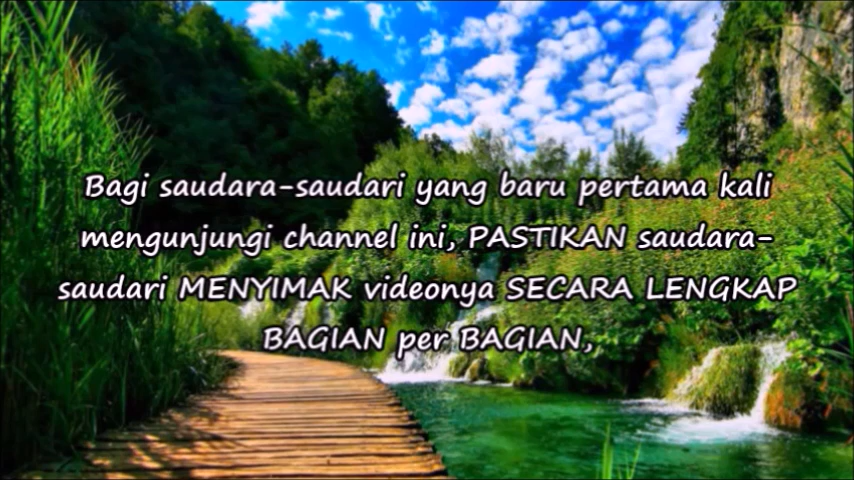 Bagi saudara-saudari yang baru pertama kali
mengunjungi channel ini, PASTIKAN saudara-
saudari MENYIMAK videonya SECARA LENGKAP
BAGIAN per BAGIAN,